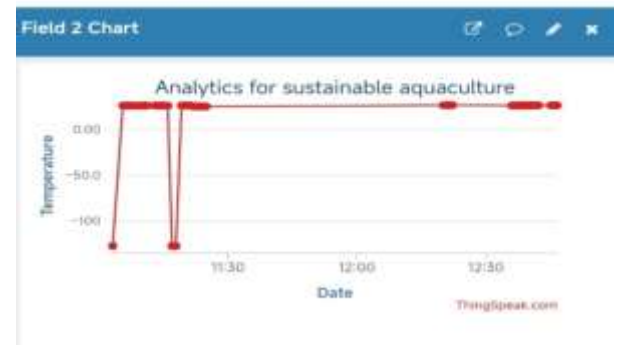 Field 2 Chart
Analytics for sustainable aquaculture
Temperature
0.00
-50.0
-100
11:30
12:00
12:30
Date
ThingSpeak.com